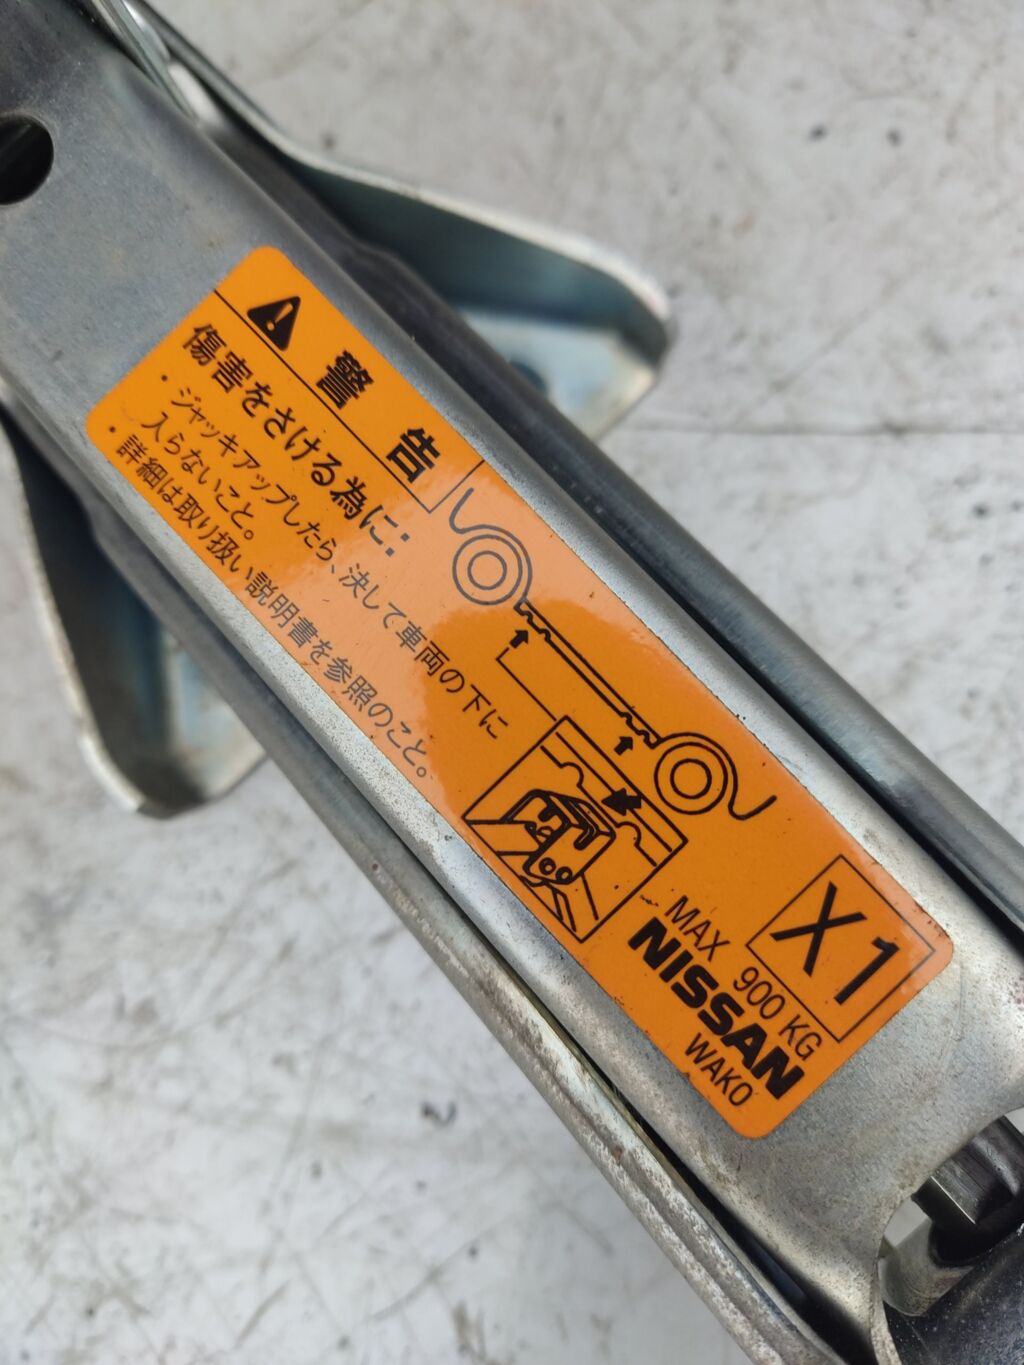 警告
傷害をさける為に：
・ジャッキアップしたら、決して車両の下に
入らないこと。
・詳細は取り扱い説明書を参照のこと。
X1
MAX 900 KG
NISSAN
WAKO